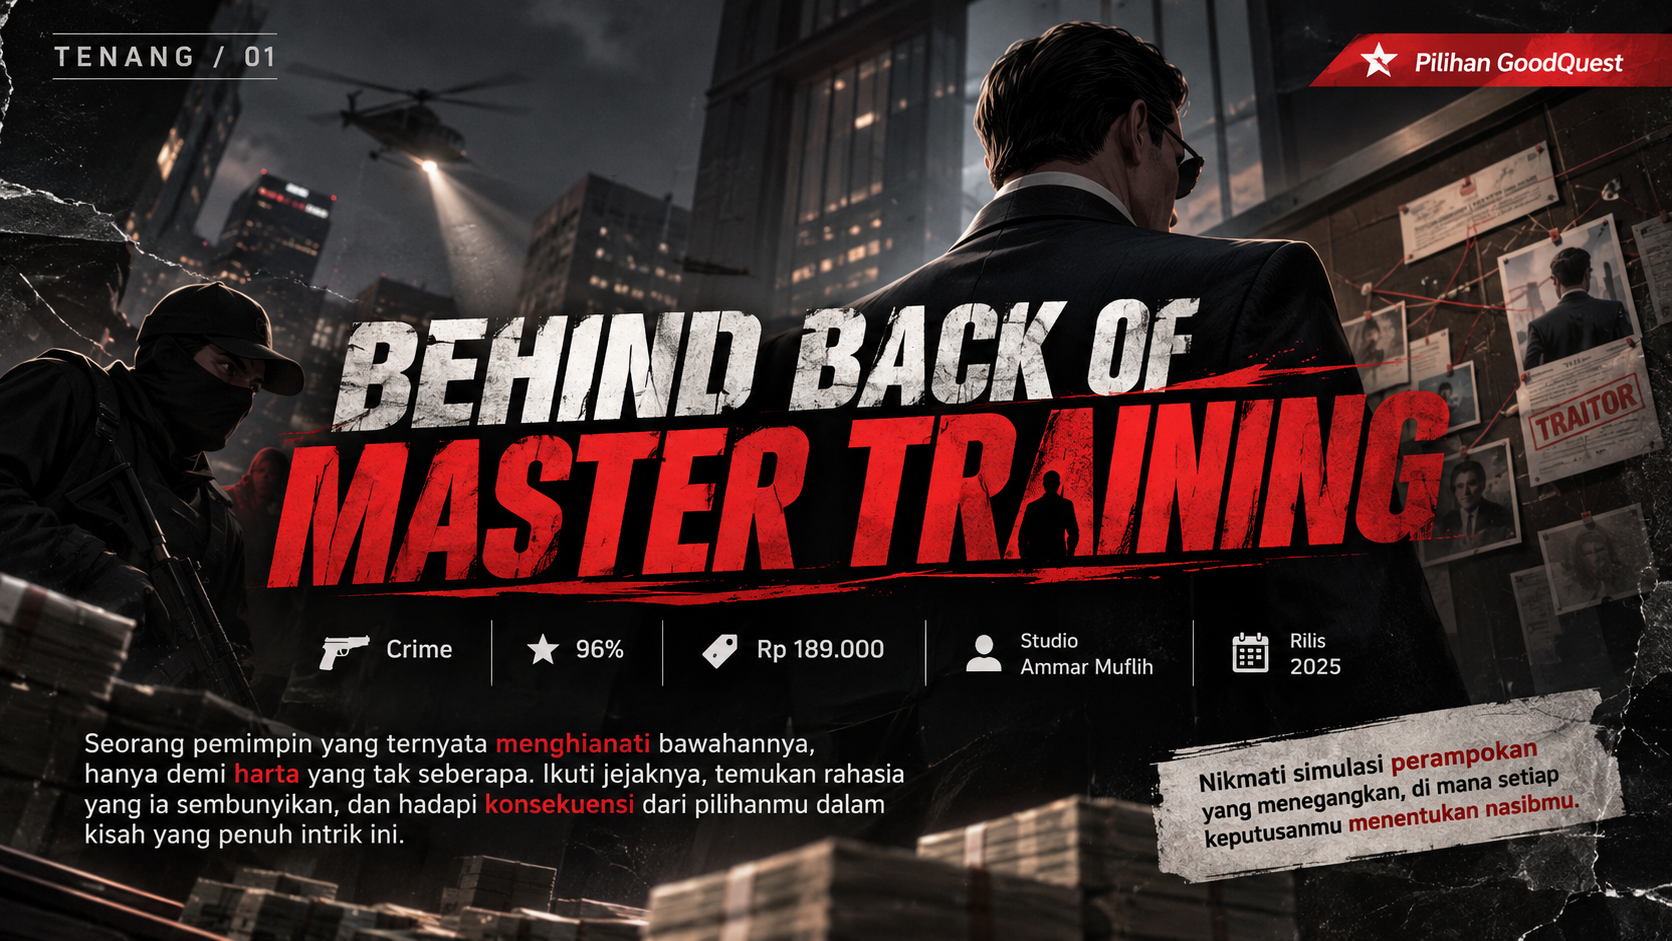 TENANG / 01
Pilihan GoodQuest
BEHIND BACK OF
MASTER TRAINING
TRAITOR
Crime
96%
Rp 189.000
Studio
Ammar Muflih
Rilis
2025
Seorang pemimpin yang ternyata menghianati bawahannya,
hanya demi harta yang tak seberapa. Ikuti jejaknya, temukan rahasia
yang ia sembunyikan, dan hadapi konsekuensi dari pilihanmu dalam
kisah yang penuh intrik ini.
Nikmati simulasi perampokan
yang menegangkan, di mana setiap
keputusanmu menentukan nasibmu.